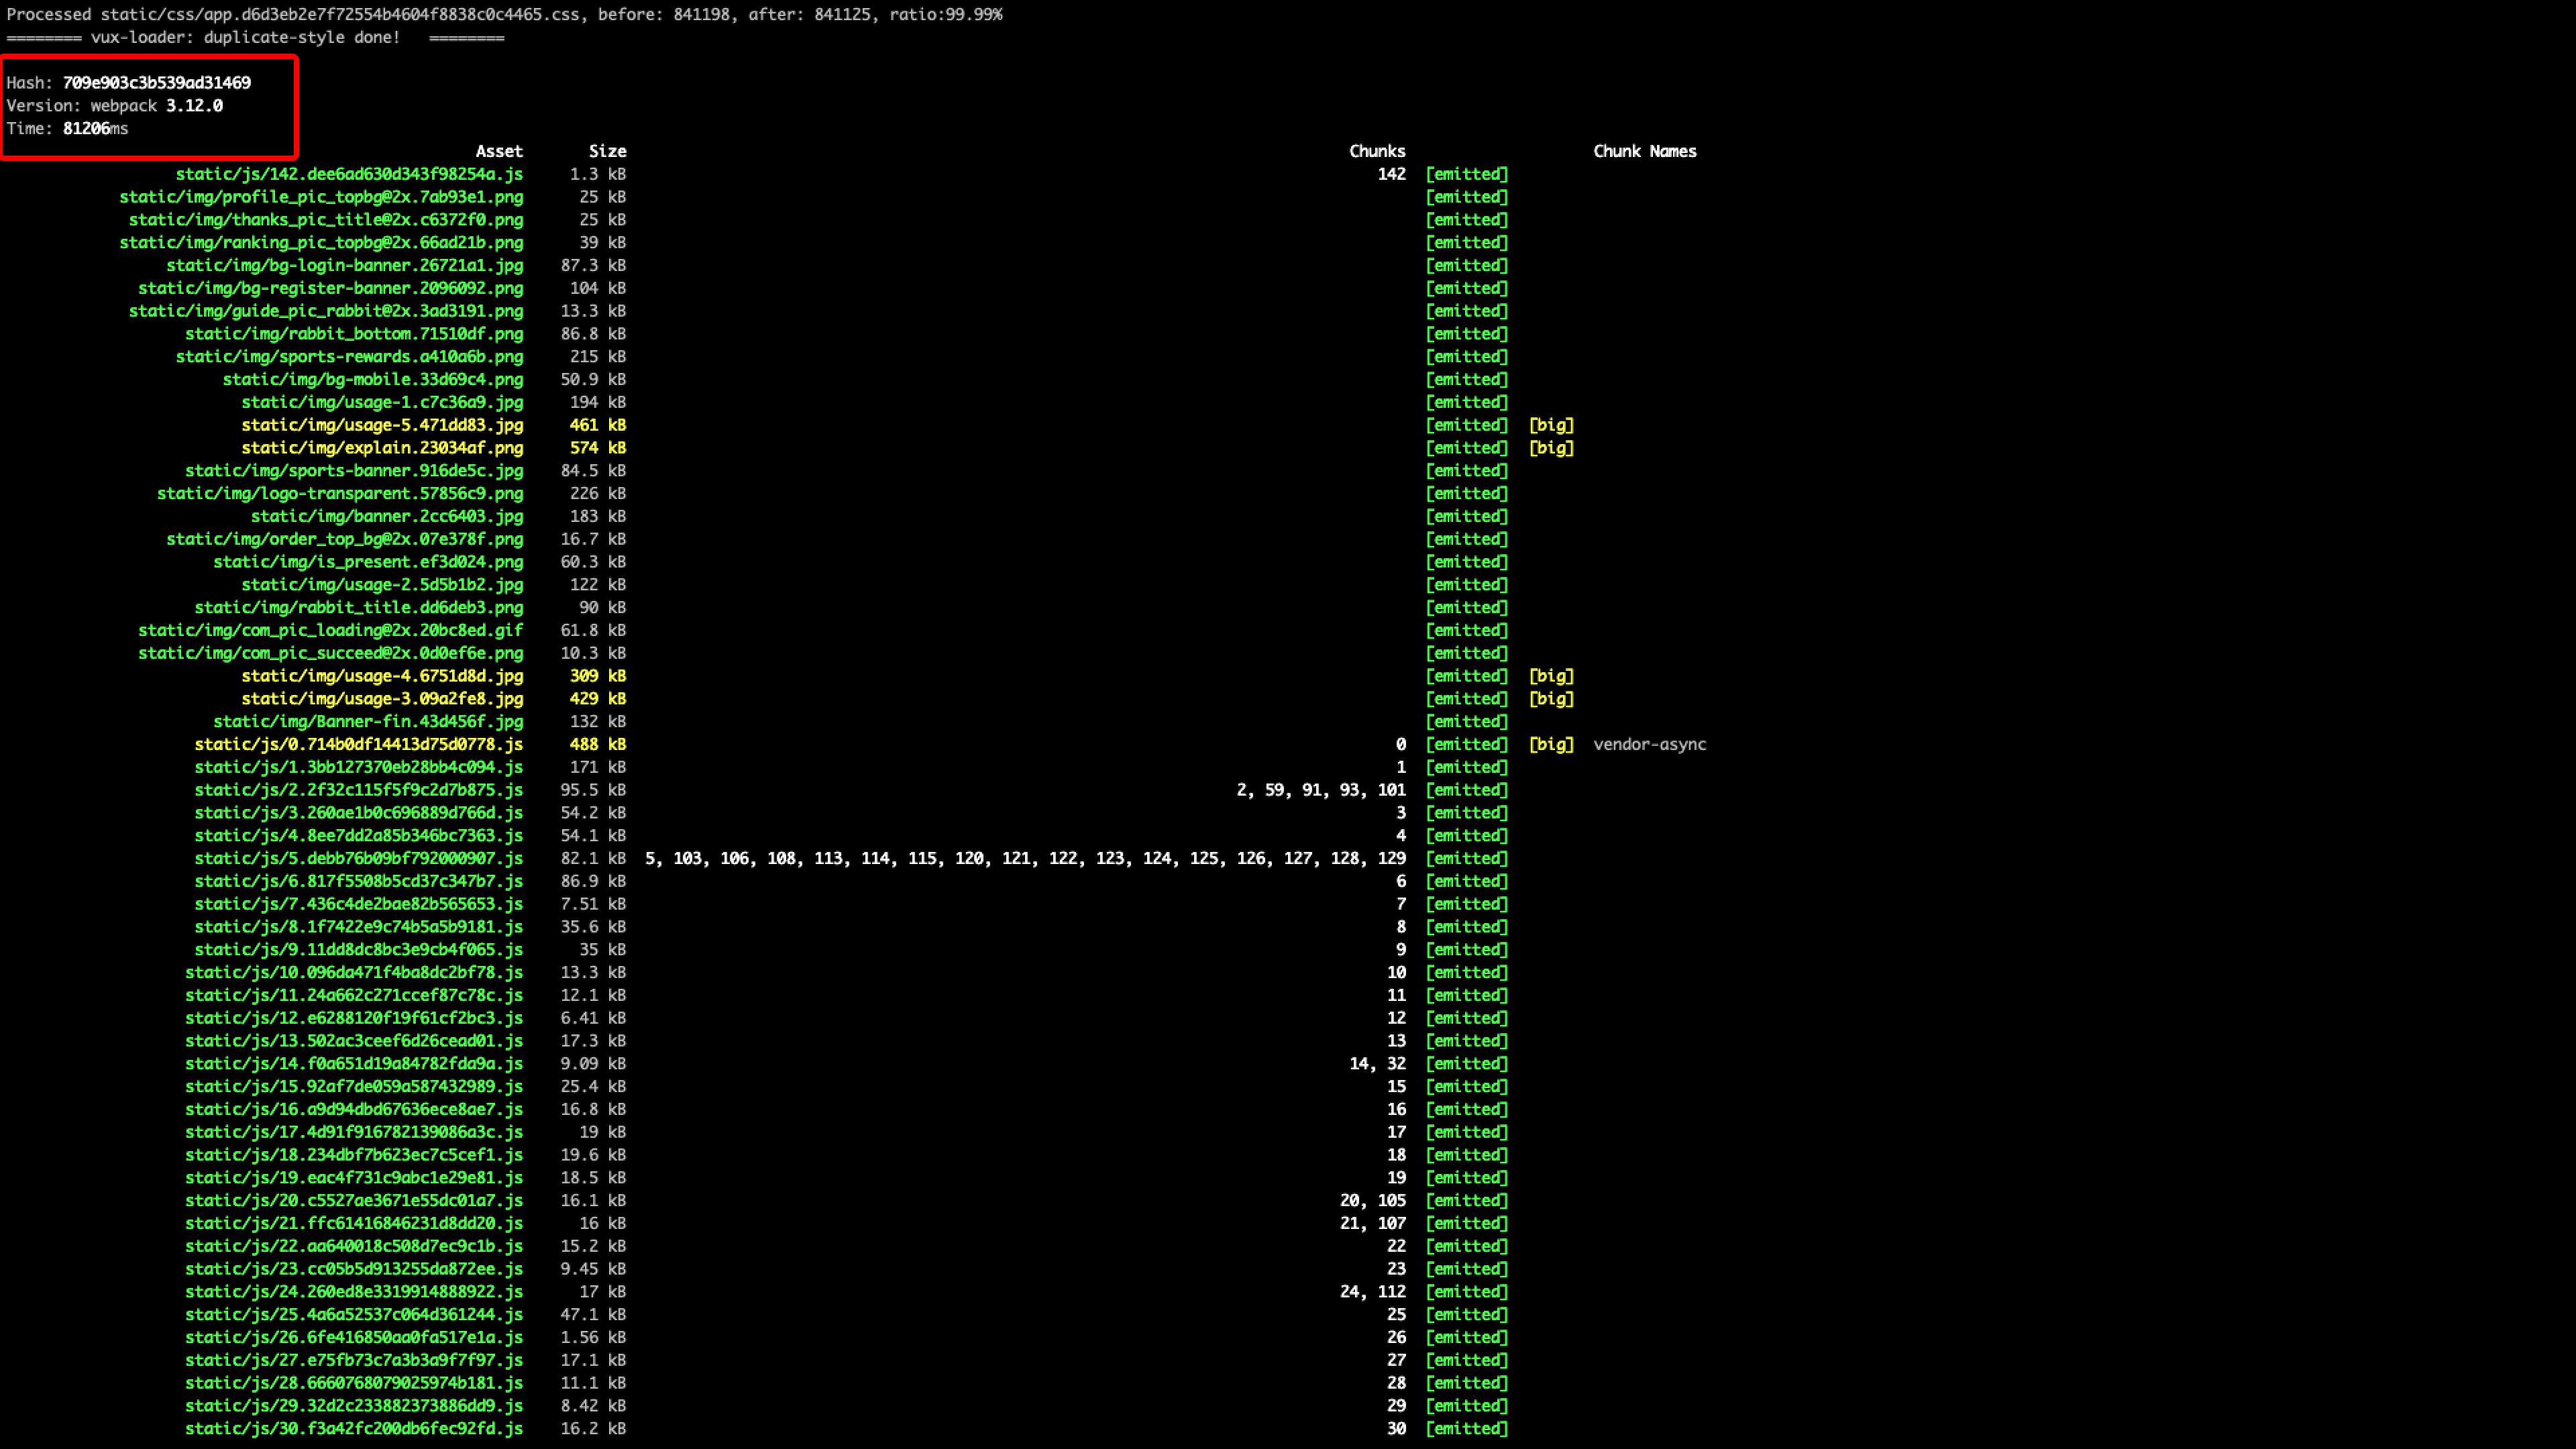 Processed static/css/app.d6d3eb2e7f72554b4604f8838c0c4465.css, before: 841198, after: 841125, ratio:99.99%
======== vux-loader: duplicate-style done!   ========
Hash: 709e903c3b539ad31469
Version: webpack 3.12.0
Time: 81206ms
Asset Size Chunks Chunk Names
static/js/142.dee6ad630d343f98254a.js 1.3 kB 142 [emitted]
static/img/profile_pic_topbg@2x.7ab93e1.png 25 kB [emitted]
static/img/thanks_pic_title@2x.c6372f0.png 25 kB [emitted]
static/img/ranking_pic_topbg@2x.66ad21b.png 39 kB [emitted]
static/img/bg-login-banner.26721a1.jpg 87.3 kB [emitted]
static/img/bg-register-banner.2096092.png 104 kB [emitted]
static/img/guide_pic_rabbit@2x.3ad3191.png 13.3 kB [emitted]
static/img/rabbit_bottom.71510df.png 86.8 kB [emitted]
static/img/sports-rewards.a410a6b.png 215 kB [emitted]
static/img/bg-mobile.33d69c4.png 50.9 kB [emitted]
static/img/usage-1.c7c36a9.jpg 194 kB [emitted]
static/img/usage-5.471dd83.jpg 461 kB [emitted] [big]
static/img/explain.23034af.png 574 kB [emitted] [big]
static/img/sports-banner.916de5c.jpg 84.5 kB [emitted]
static/img/logo-transparent.57856c9.png 226 kB [emitted]
static/img/banner.2cc6403.jpg 183 kB [emitted]
static/img/order_top_bg@2x.07e378f.png 16.7 kB [emitted]
static/img/is_present.ef3d024.png 60.3 kB [emitted]
static/img/usage-2.5d5b1b2.jpg 122 kB [emitted]
static/img/rabbit_title.dd6deb3.png 90 kB [emitted]
static/img/com_pic_loading@2x.20bc8ed.gif 61.8 kB [emitted]
static/img/com_pic_succeed@2x.0d0ef6e.png 10.3 kB [emitted]
static/img/usage-4.6751d8d.jpg 309 kB [emitted] [big]
static/img/usage-3.09a2fe8.jpg 429 kB [emitted] [big]
static/img/Banner-fin.43d456f.jpg 132 kB [emitted]
static/js/0.714b0df14413d75d0778.js 488 kB 0 [emitted] [big] vendor-async
static/js/1.3bb127370eb28bb4c094.js 171 kB 1 [emitted]
static/js/2.2f32c115f5f9c2d7b875.js 95.5 kB 2, 59, 91, 93, 101 [emitted]
static/js/3.260ae1b0c696889d766d.js 54.2 kB 3 [emitted]
static/js/4.8ee7dd2a85b346bc7363.js 54.1 kB 4 [emitted]
static/js/5.debb76b09bf792000907.js 82.1 kB 5, 103, 106, 108, 113, 114, 115, 120, 121, 122, 123, 124, 125, 126, 127, 128, 129 [emitted]
static/js/6.817f5508b5cd37c347b7.js 86.9 kB 6 [emitted]
static/js/7.436c4de2bae82b565653.js 7.51 kB 7 [emitted]
static/js/8.1f7422e9c74b5a5b9181.js 35.6 kB 8 [emitted]
static/js/9.11dd8dc8bc3e9cb4f065.js 35 kB 9 [emitted]
static/js/10.096da471f4ba8dc2bf78.js 13.3 kB 10 [emitted]
static/js/11.24a662c271ccef87c78c.js 12.1 kB 11 [emitted]
static/js/12.e6288120f19f61cf2bc3.js 6.41 kB 12 [emitted]
static/js/13.502ac3ceef6d26cead01.js 17.3 kB 13 [emitted]
static/js/14.f0a651d19a84782fda9a.js 9.09 kB 14, 32 [emitted]
static/js/15.92af7de059a587432989.js 25.4 kB 15 [emitted]
static/js/16.a9d94dbd67636ece8ae7.js 16.8 kB 16 [emitted]
static/js/17.4d91f916782139086a3c.js 19 kB 17 [emitted]
static/js/18.234dbf7b623ec7c5cef1.js 19.6 kB 18 [emitted]
static/js/19.eac4f731c9abc1e29e81.js 18.5 kB 19 [emitted]
static/js/20.c5527ae3671e55dc01a7.js 16.1 kB 20, 105 [emitted]
static/js/21.ffc61416846231d8dd20.js 16 kB 21, 107 [emitted]
static/js/22.aa640018c508d7ec9c1b.js 15.2 kB 22 [emitted]
static/js/23.cc05b5d913255da872ee.js 9.45 kB 23 [emitted]
static/js/24.260ed8e3319914888922.js 17 kB 24, 112 [emitted]
static/js/25.4a6a52537c064d361244.js 47.1 kB 25 [emitted]
static/js/26.6fe416850aa0fa517e1a.js 1.56 kB 26 [emitted]
static/js/27.e75fb73c7a3b3a9f7f97.js 17.1 kB 27 [emitted]
static/js/28.6660768079025974b181.js 11.1 kB 28 [emitted]
static/js/29.32d2c233882373886dd9.js 8.42 kB 29 [emitted]
static/js/30.f3a42fc200db6fec92fd.js 16.2 kB 30 [emitted]